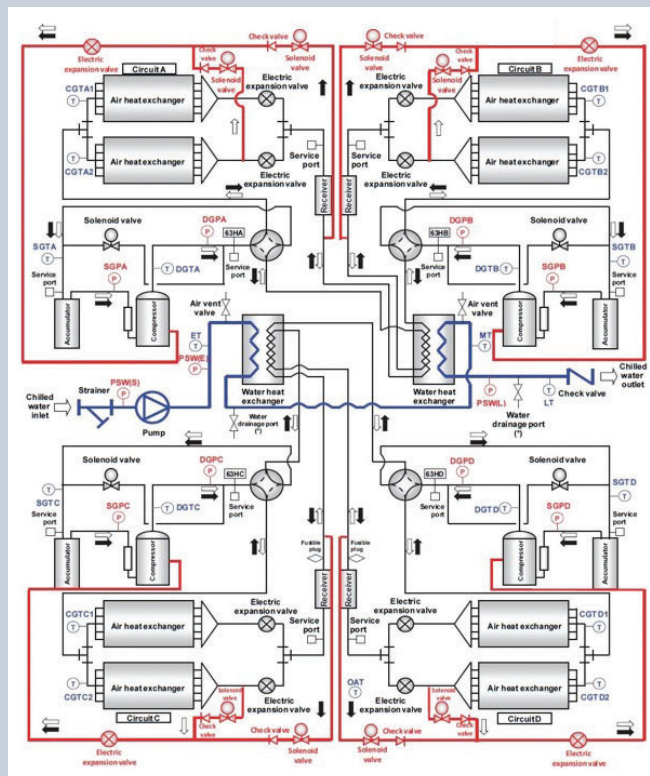 Electric
expansion valve
Circuit A
Check
valve
Solenoid
valve
Check valve
Solenoid
valve
Electric
expansion valve
CGTA1
T
Air heat exchanger
CGTA2
T
Air heat exchanger
Electric
expansion valve
Service
port
Receiver
Solenoid
valve
Check valve
Solenoid
valve
Check
valve
Circuit B
Electric
expansion valve
Electric
expansion valve
Air heat exchanger
CGTB1
T
Air heat exchanger
CGTB2
T
Electric
expansion valve
Service
port
Receiver
Solenoid valve
DGPA
P
63HA
SGTA
T
SGPA
P
DGTA
T
Service
port
Service
port
Accumulator
Compressor
DGPB
P
63HB
Solenoid valve
SGTB
T
SGPB
P
DGTB
T
Service
port
Service
port
Compressor
Accumulator
Air vent
valve
ET
T
PSW(E)
P
Water heat
exchanger
Air vent
valve
MT
T
Water heat
exchanger
Chilled
water inlet
Strainer
PSW(S)
P
Pump
Water
drainage port
(*)
PSW(L)
P
Water
drainage port
(*)
LT
T
Check valve
Chilled
water
outlet
Solenoid valve
DGPC
P
63HC
SGTC
T
SGPC
P
DGTC
T
Service
port
Service
port
Accumulator
Compressor
DGPD
P
63HD
Solenoid valve
SGTD
T
SGPD
P
DGTD
T
Service
port
Service
port
Compressor
Accumulator
Fusible
plug
Receiver
Fusible
plug
Receiver
CGTC1
T
Air heat exchanger
Electric
expansion valve
Service
port
CGTC2
T
Air heat exchanger
Electric
expansion valve
Circuit C
Solenoid
valve
Check
valve
Check valve
Solenoid
valve
Electric
expansion valve
Electric
expansion valve
Service
port
Air heat exchanger
CGTD1
T
OAT
T
Air heat exchanger
CGTD2
T
Electric
expansion valve
Circuit D
Solenoid
valve
Check
valve
Solenoid
valve
Check valve
Electric
expansion valve